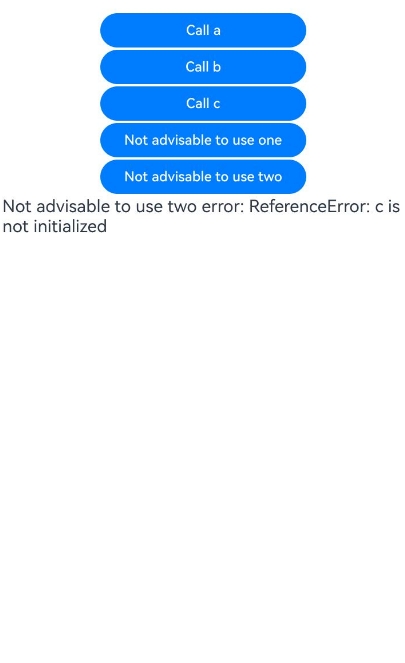 Call a
Call b
Call c
Not advisable to use one
Not advisable to use two
Not advisable to use two error: ReferenceError: c is
not initialized